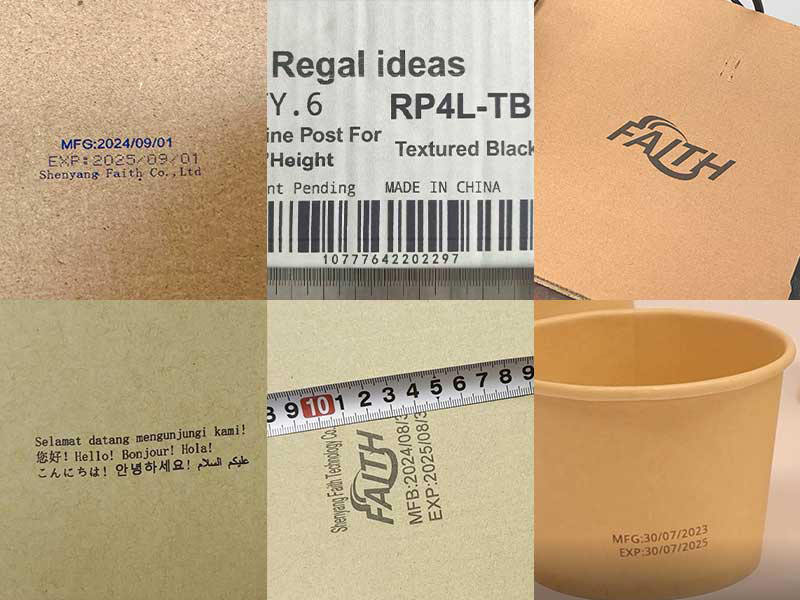 MFG:2024/09/01
EXP:2025/09/01
Shenyang Faith Co.,Ltd
Regal ideas
Y.6
RP4L-TB
ine Post For
Textured Black
"Height
nt Pending
MADE IN CHINA
10777642202297
FAITH
Selamat datang mengunjungi kami!
您好! Hello! Bonjour! Hola!
こんにちは! 안녕하세요! عليكم السلام
8 9 10 1 2 3 4 5 6 7 8 9
Shenyang Faith Technology Co.
FAITH
MFB:2024/08/3
EXP:2025/08/3
MFG:30/07/2023
EXP:30/07/2025